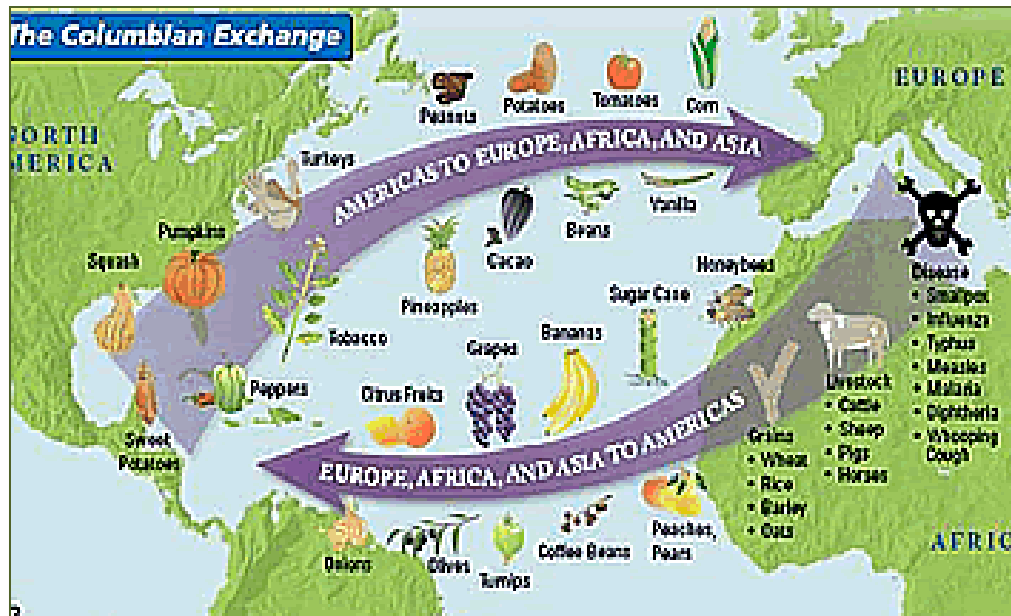 The Columbian Exchange
NORTH
AMERICA
EUROPE
Peanuts
Potatoes
Tomatoes
Corn
Turkeys
AMERICAS TO EUROPE, AFRICA, AND ASIA
Pumpkins
Squash
Cacao
Beans
Vanilla
Pineapples
Tobacco
Peppers
Sweet
Potatoes
Honeybees
Sugar Cane
Bananas
Grapes
Citrus Fruits
Disease
• Smallpox
• Influenza
• Typhus
• Measles
• Malaria
• Diphtheria
• Whooping
Cough
Livestock
• Cattle
• Sheep
• Pigs
• Horses
Grains
• Wheat
• Rice
• Barley
• Oats
EUROPE, AFRICA, AND ASIA TO AMERICAS
Onions
Olives
Turnips
Coffee Beans
Peaches,
Pears
AFRIC